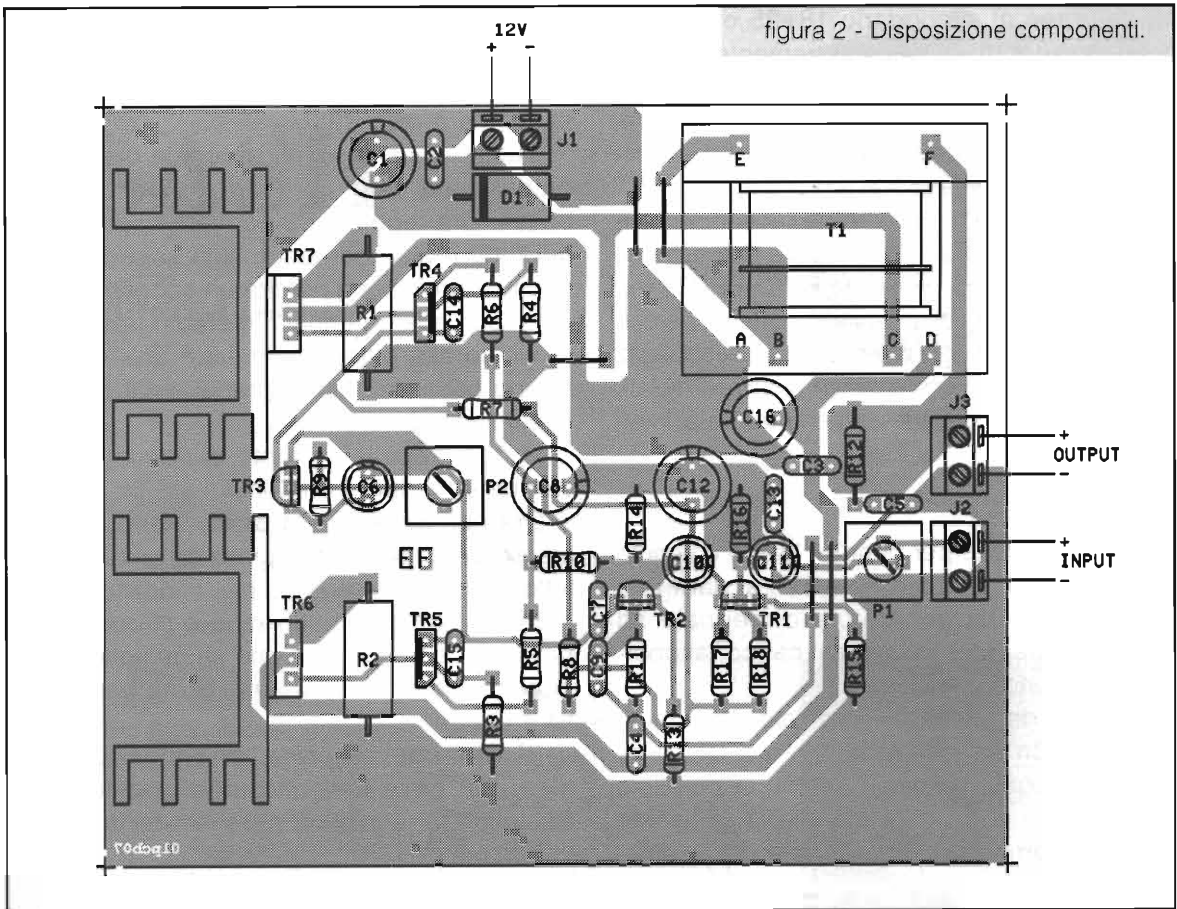 figura 2 - Disposizione componenti.
12V
+ -
C1
C2
J1
D1
E
F
T1
TR7
TR4
R1
C14
R6
R4
A
B
C
D
R7
C16
J3
+
OUTPUT
-
R12
C3
TR3
R9
C6
P2
C8
C12
C13
C5
J2
R14
R16
+
INPUT
-
EF
R10
C10
C11
P1
TR6
TR5
C7
TR2
TR1
R2
C15
R5
R8
C9
R11
R17
R18
R15
R3
C4
R13
01pcb07